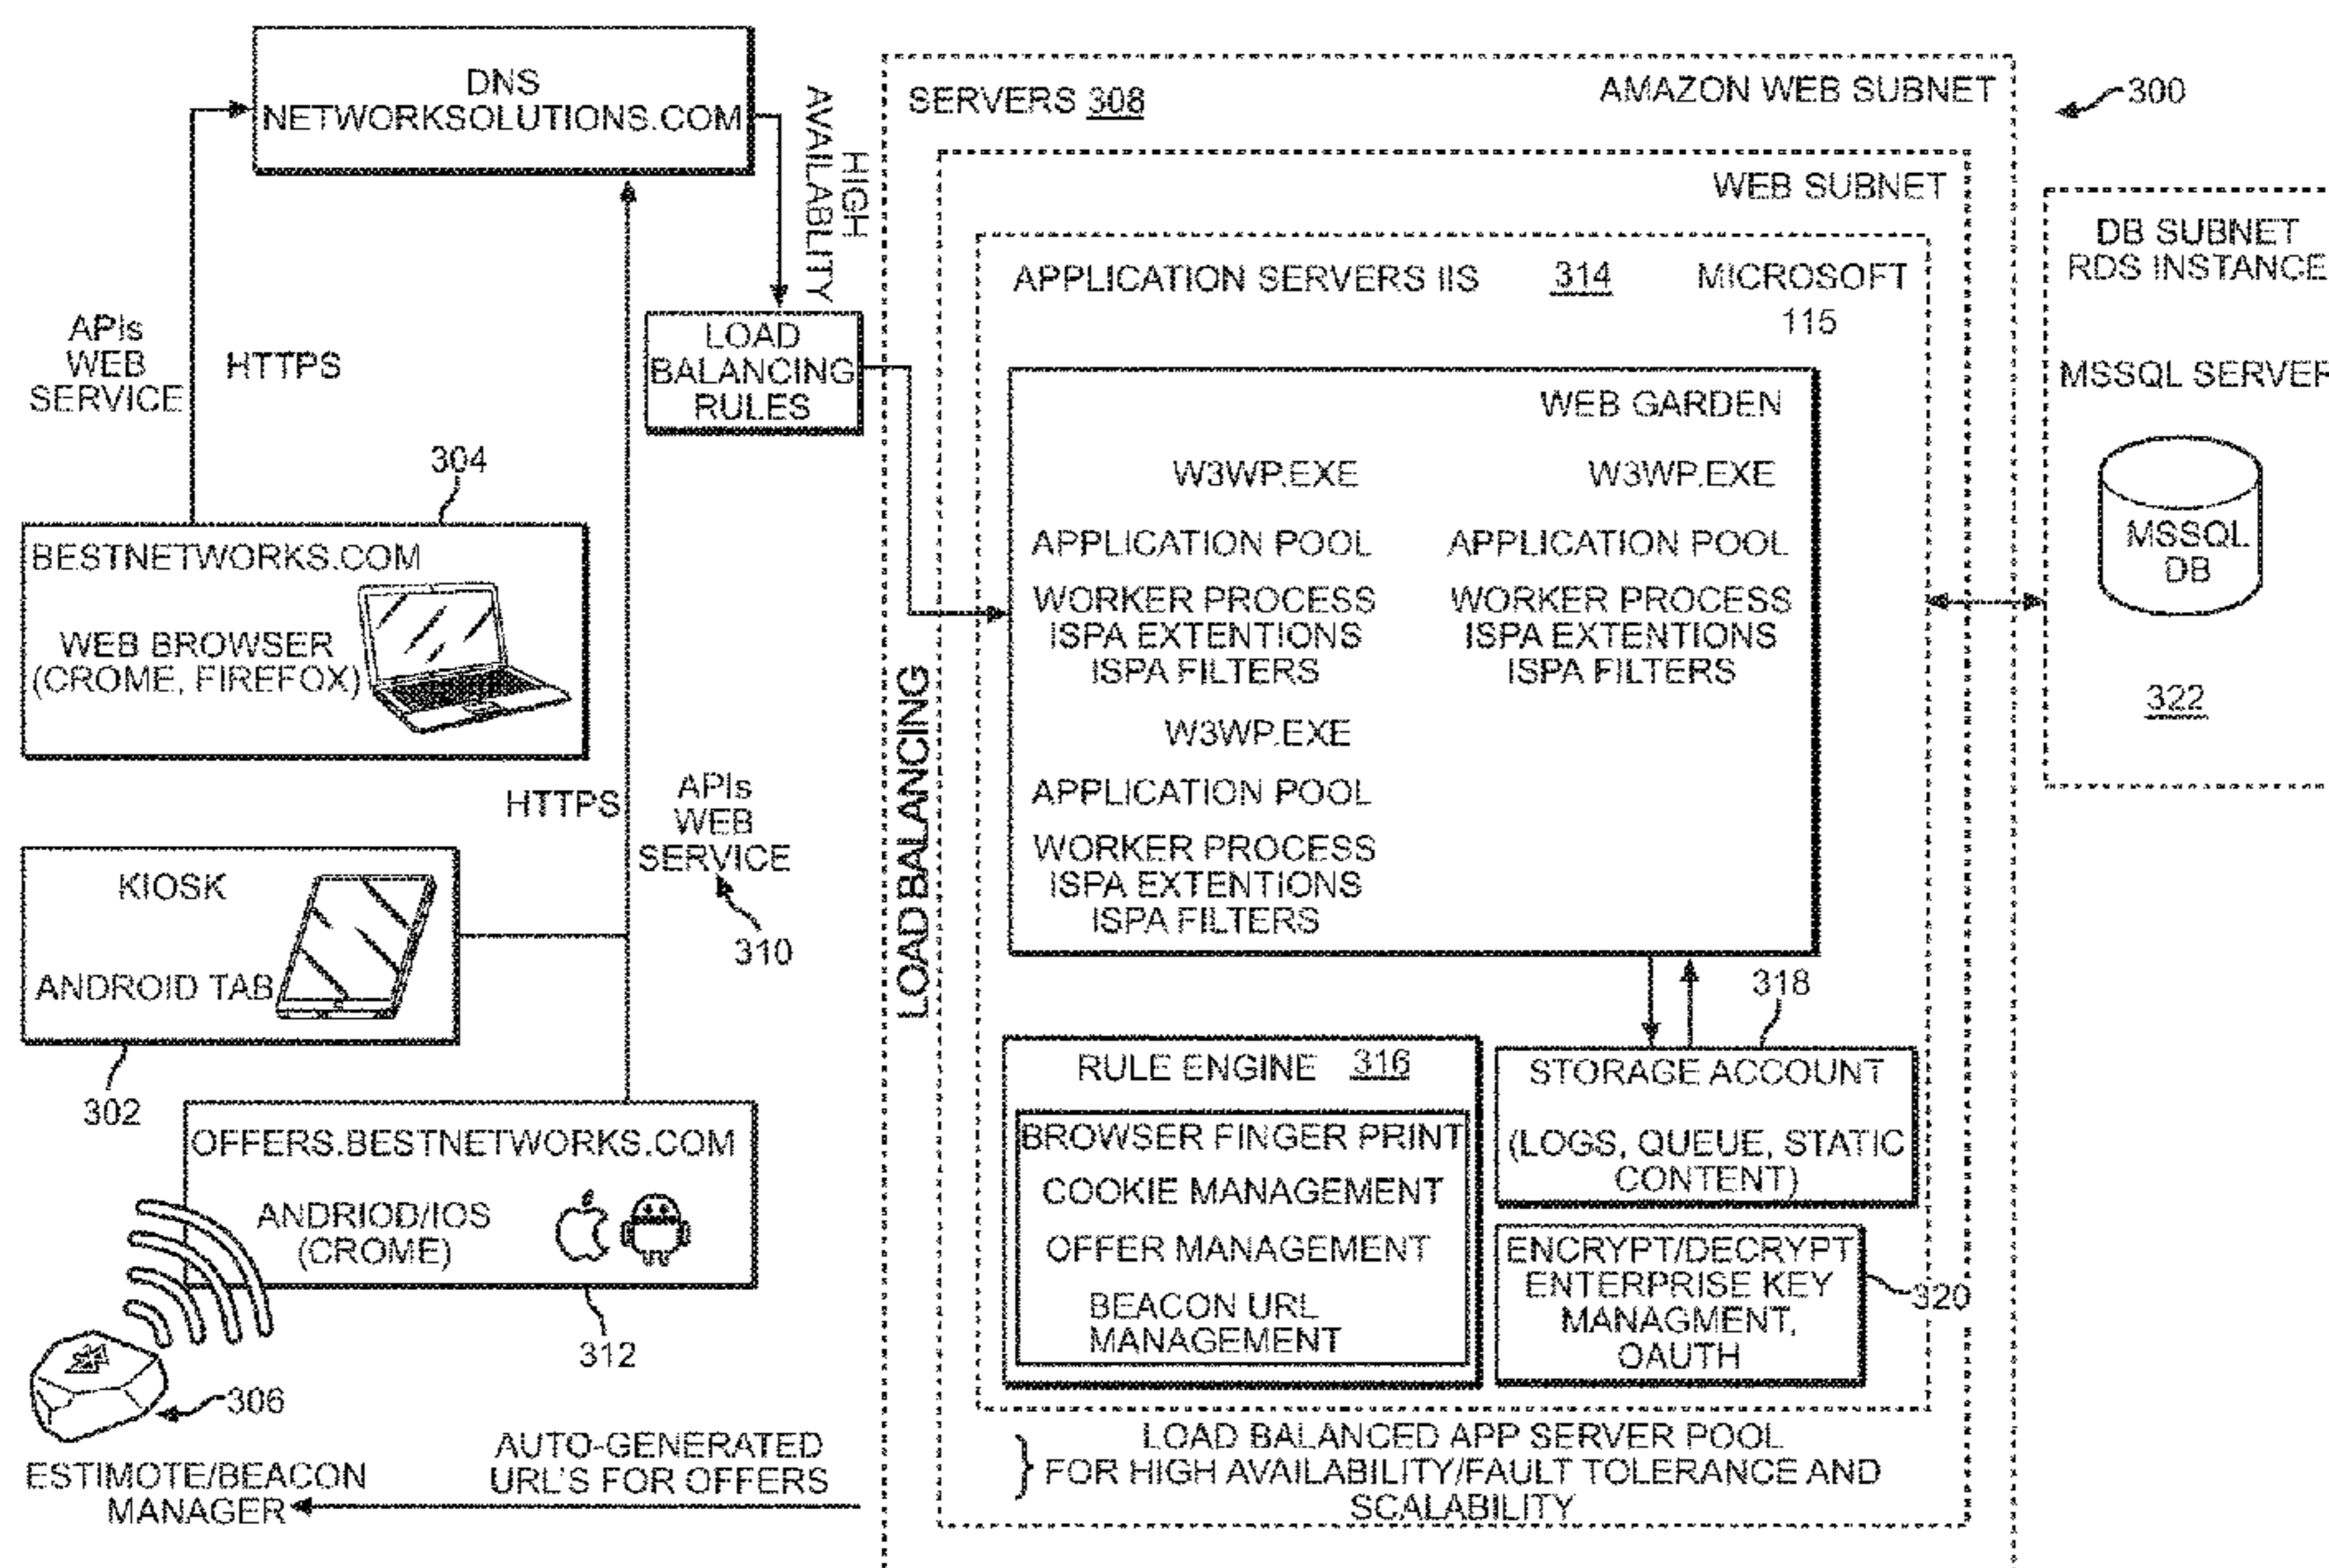 DNS
NETWORKSOLUTIONS.COM
HIGH
AVAILABILITY
APIs
WEB
SERVICE
HTTPS
LOAD
BALANCING
RULES
304
BESTNETWORKS.COM
WEB BROWSER
(CROME, FIREFOX)
HTTPS
APIs
WEB
SERVICE
310
KIOSK
ANDROID TAB
302
OFFERS.BESTNETWORKS.COM
ANDRIOD/IOS
(CROME)
312
306
ESTIMOTE/BEACON
MANAGER
AUTO-GENERATED
URL'S FOR OFFERS
LOAD BALANCING
SERVERS 308
AMAZON WEB SUBNET
300
WEB SUBNET
APPLICATION SERVERS IIS 314 MICROSOFT
115
WEB GARDEN
W3WP.EXE
APPLICATION POOL
WORKER PROCESS
ISPA EXTENTIONS
ISPA FILTERS
W3WP.EXE
APPLICATION POOL
WORKER PROCESS
ISPA EXTENTIONS
ISPA FILTERS
W3WP.EXE
APPLICATION POOL
WORKER PROCESS
ISPA EXTENTIONS
ISPA FILTERS
RULE ENGINE 316
BROWSER FINGER PRINT
COOKIE MANAGEMENT
OFFER MANAGEMENT
BEACON URL
MANAGEMENT
318
STORAGE ACCOUNT
(LOGS, QUEUE, STATIC
CONTENT)
ENCRYPT/DECRYPT
ENTERPRISE KEY
MANAGMENT,
OAUTH
320
} LOAD BALANCED APP SERVER POOL
FOR HIGH AVAILABILITY/FAULT TOLERANCE AND
SCALABILITY
DB SUBNET
RDS INSTANCE
MSSQL SERVER
MSSQL
DB
322